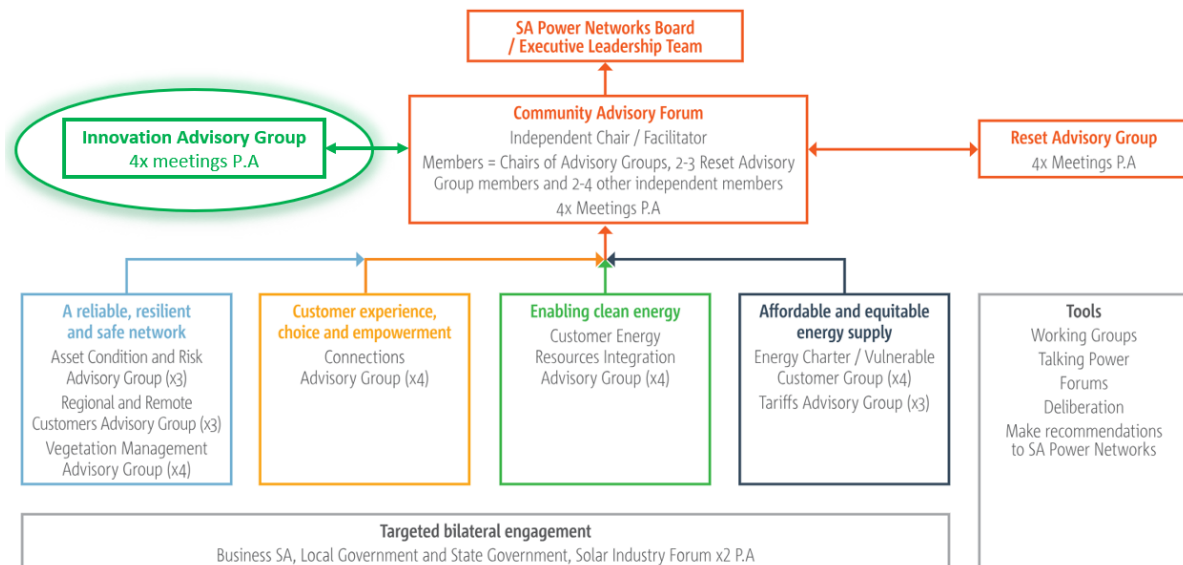 SA Power Networks Board
/ Executive Leadership Team
Innovation Advisory Group
4x meetings P.A
Community Advisory Forum
Independent Chair / Facilitator
Members = Chairs of Advisory Groups, 2-3 Reset Advisory
Group members and 2-4 other independent members
4x Meetings P.A
Reset Advisory Group
4x Meetings P.A
A reliable, resilient
and safe network
Asset Condition and Risk
Advisory Group (x3)
Regional and Remote
Customers Advisory Group (x3)
Vegetation Management
Advisory Group (x4)
Customer experience,
choice and empowerment
Connections
Advisory Group (x4)
Enabling clean energy
Customer Energy
Resources Integration
Advisory Group (x4)
Affordable and equitable
energy supply
Energy Charter / Vulnerable
Customer Group (x4)
Tariffs Advisory Group (x3)
Tools
Working Groups
Talking Power
Forums
Deliberation
Make recommendations
to SA Power Networks
Targeted bilateral engagement
Business SA, Local Government and State Government, Solar Industry Forum x2 P.A